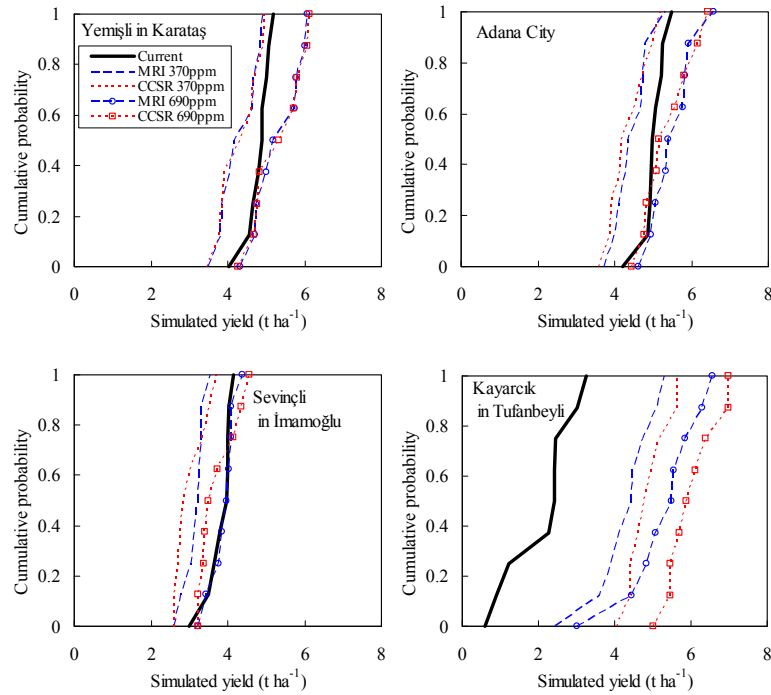 Yemişli in Karataş
Current
MRI 370ppm
CCSR 370ppm
MRI 690ppm
CCSR 690ppm
Cumulative probability
1
0.8
0.6
0.4
0.2
0
0 2 4 6 8
Simulated yield (t ha-1)
Adana City
Cumulative probability
1
0.8
0.6
0.4
0.2
0
0 2 4 6 8
Simulated yield (t ha-1)
Sevinçli
in İmamoğlu
Cumulative probability
1
0.8
0.6
0.4
0.2
0
0 2 4 6 8
Simulated yield (t ha-1)
Kayarcık
in Tufanbeyli
Cumulative probability
1
0.8
0.6
0.4
0.2
0
0 2 4 6 8
Simulated yield (t ha-1)